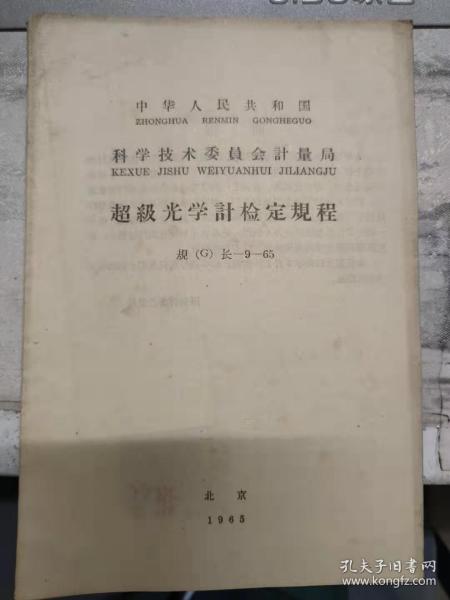 中华人民共和国
ZHONGHUA RENMIN GONGHEGUO
科学技术委員会計量局
KEXUE JISHU WEIYUANHUI JILIANGJU
超級光学計检定規程
規（G）长—9—65
北京
1965
孔夫子旧书网
www.kongfz.com